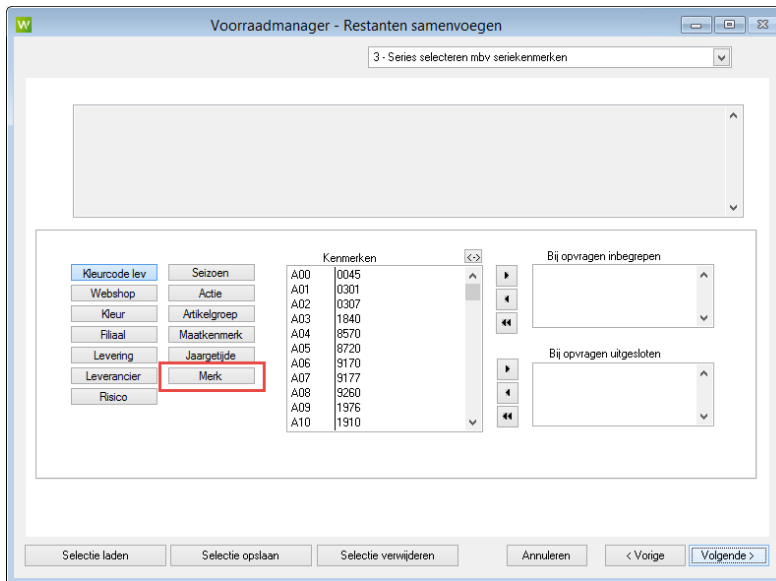 W
Voorraadmanager - Restanten samenvoegen
3 - Series selecteren mbv seriekenmerken
Kenmerken
<->
Bij opvragen inbegrepen
Kleurcode lev Seizoen
Webshop Actie
Kleur Artikelgroep
Filiaal Maatkenmerk
Levering Jaargetijde
Leverancier Merk
Risico
A00 0045
A01 0301
A02 0307
A03 1840
A04 8570
A05 8720
A06 9170
A07 9177
A08 9260
A09 1976
A10 1910
Bij opvragen uitgesloten
Selectie laden Selectie opslaan Selectie verwijderen Annuleren < Vorige Volgende >